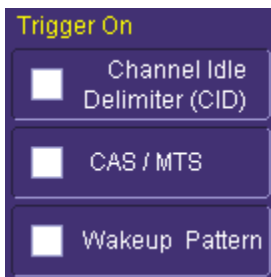 Trigger On
Channel Idle
Delimiter (CID)
CAS / MTS
Wakeup Pattern